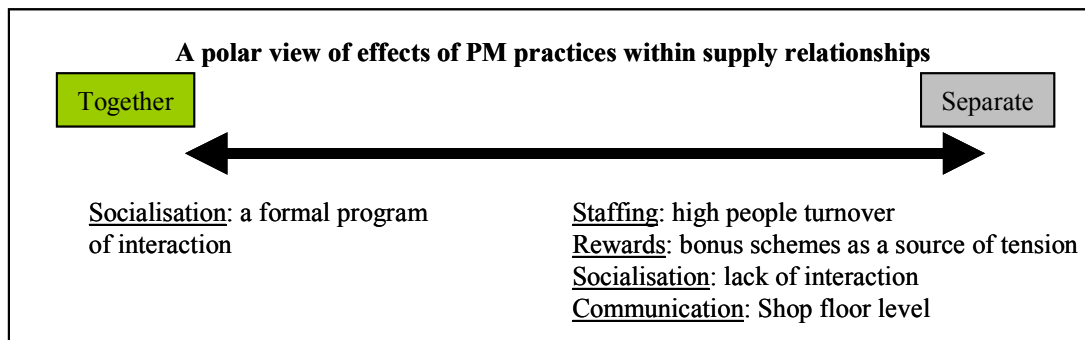 A polar view of effects of PM practices within supply relationships
Together
Separate
Socialisation: a formal program
of interaction
Staffing: high people turnover
Rewards: bonus schemes as a source of tension
Socialisation: lack of interaction
Communication: Shop floor level